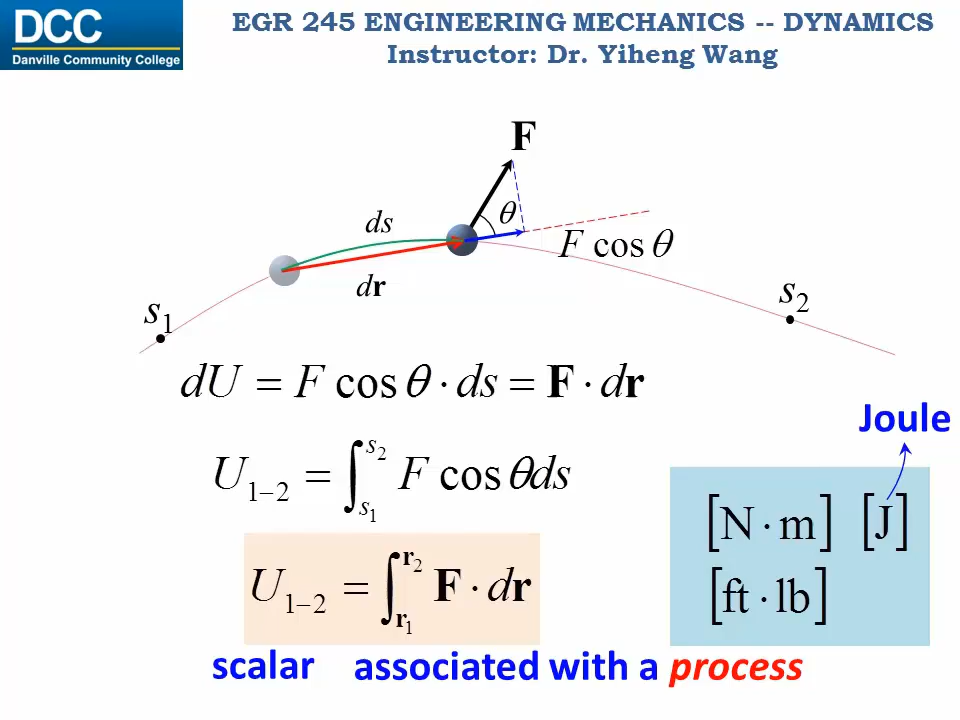 DCC
Danville Community College
EGR 245 ENGINEERING MECHANICS -- DYNAMICS
Instructor: Dr. Yiheng Wang
F
θ
ds
F cos θ
dr
s₁
s₂
dU = F cos θ · ds = F · dr
Joule
U₁₋₂ = ∫ₛ₁^s₂ F cos θds
[N · m] [J]
U₁₋₂ = ∫ᵣ₁^r₂ F · dr
[ft · lb]
scalar associated with a process